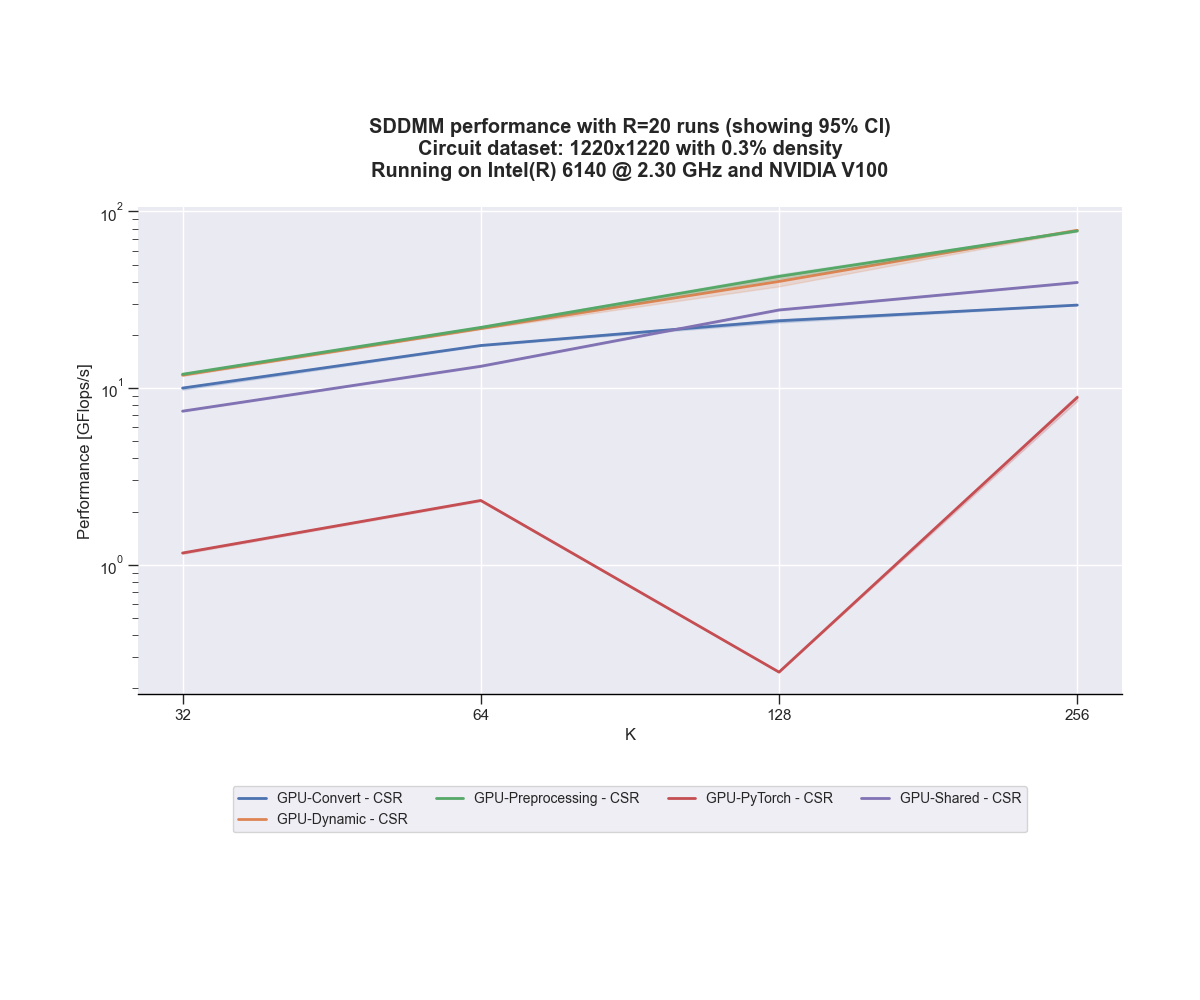 SDDMM performance with R=20 runs (showing 95% CI)
Circuit dataset: 1220x1220 with 0.3% density
Running on Intel(R) 6140 @ 2.30 GHz and NVIDIA V100
10^2
10^1
10^0
Performance [GFlops/s]
32 64 128 256
K
GPU-Convert - CSR GPU-Preprocessing - CSR GPU-PyTorch - CSR GPU-Shared - CSR
GPU-Dynamic - CSR